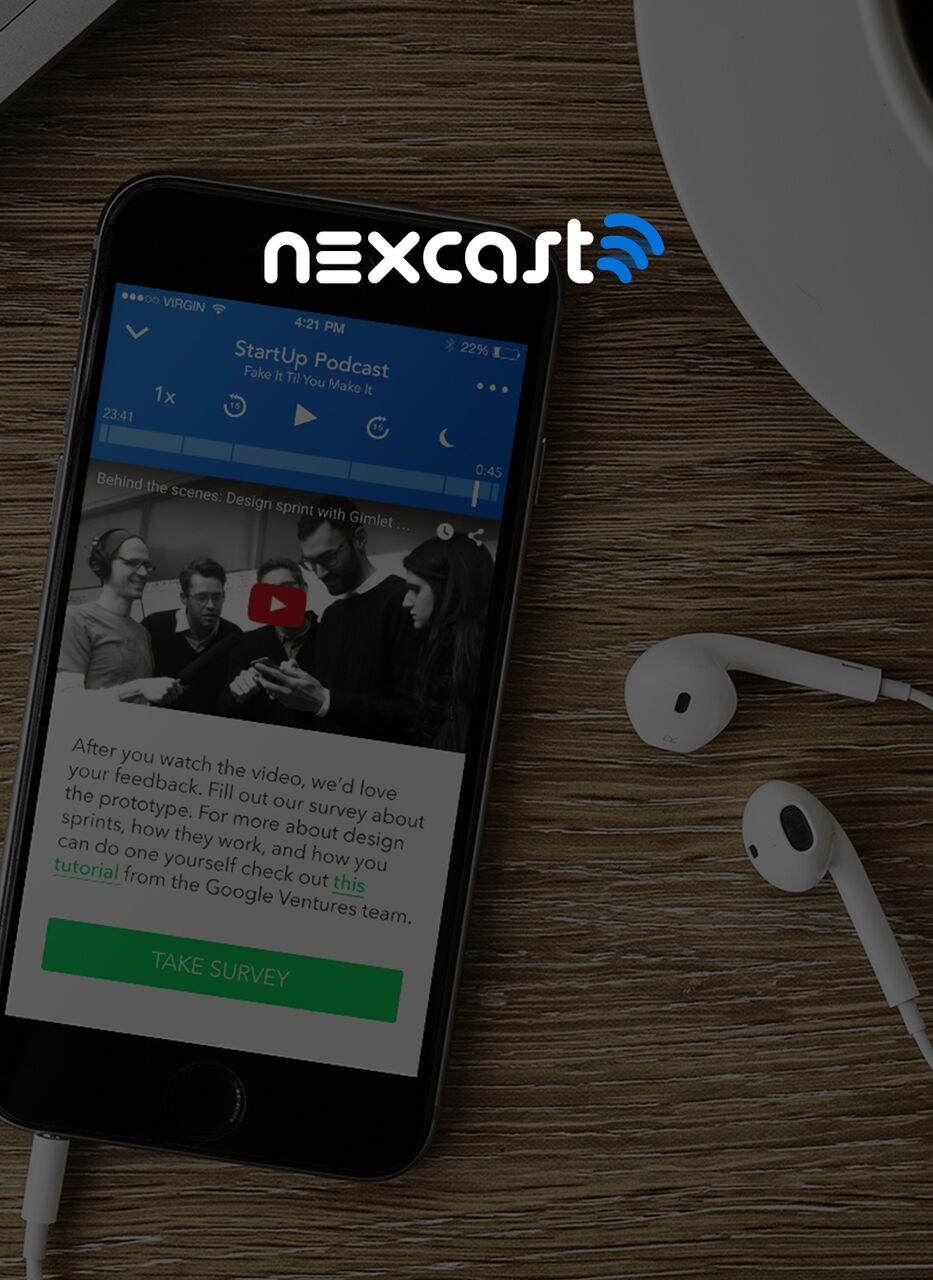 nexcast
VIRGIN
4:21 PM
22%
StartUp Podcast
Fake It Til You Make It
1x
15
15
23:41
0:45
Behind the scenes: Design sprint with Gimlet ...
After you watch the video, we'd love
your feedback. Fill out our survey about
the prototype. For more about design
sprints, how they work, and how you
can do one yourself check out this
tutorial from the Google Ventures team.
TAKE SURVEY
R